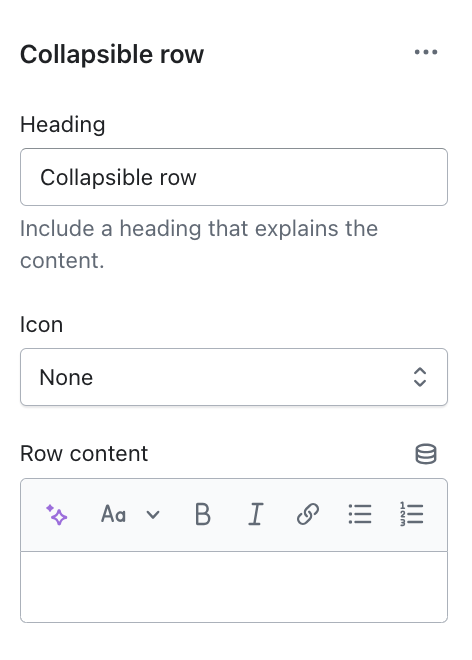 Collapsible row
Heading
Collapsible row
Include a heading that explains the
content.
Icon
None
Row content
Aa B I